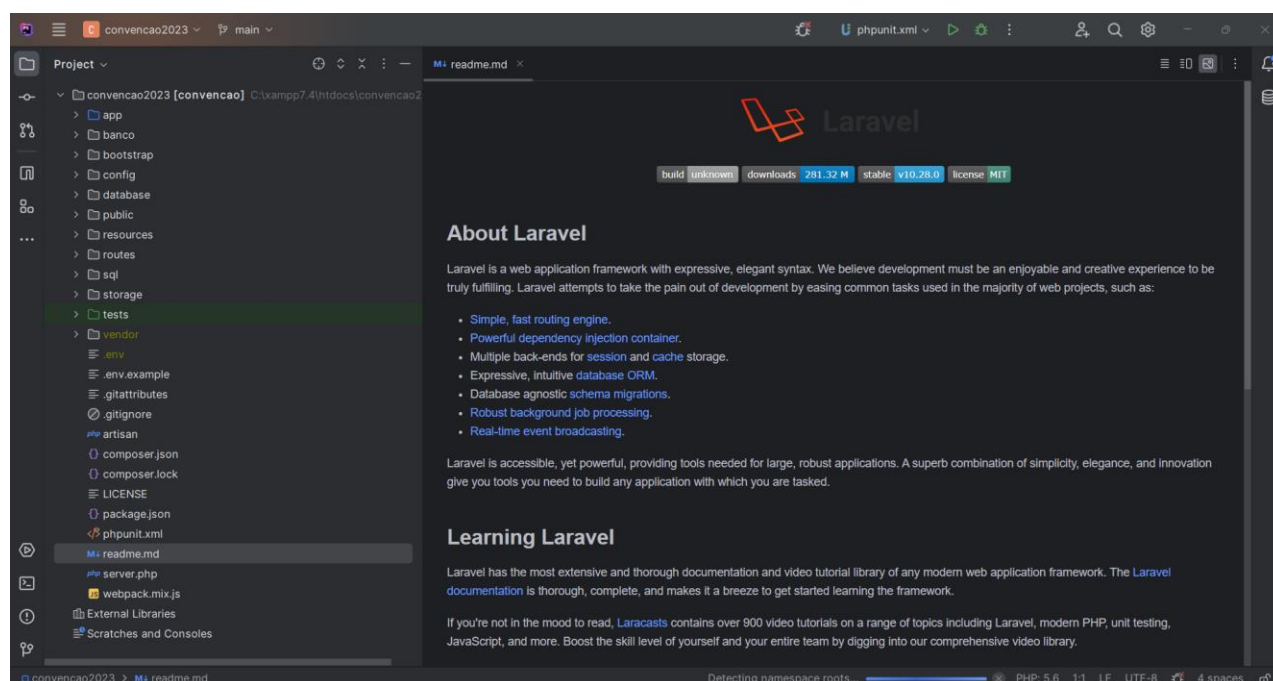 convencao2023
main
phpunit.xml
Project
readme.md
convencao2023 [convencao] C:\xampp7.4\htdocs\convencao2
app
banco
bootstrap
config
database
public
resources
routes
sql
storage
tests
vendor
.env
.env.example
.gitattributes
.gitignore
artisan
composer.json
composer.lock
LICENSE
package.json
phpunit.xml
readme.md
server.php
webpack.mix.js
External Libraries
Scratches and Consoles
Laravel
build unknown downloads 281.32 M stable v10.28.0 license MIT
About Laravel
Laravel is a web application framework with expressive, elegant syntax. We believe development must be an enjoyable and creative experience to be
truly fulfilling. Laravel attempts to take the pain out of development by easing common tasks used in the majority of web projects, such as:
• Simple, fast routing engine.
• Powerful dependency injection container.
• Multiple back-ends for session and cache storage.
• Expressive, intuitive database ORM.
• Database agnostic schema migrations.
• Robust background job processing.
• Real-time event broadcasting.
Laravel is accessible, yet powerful, providing tools needed for large, robust applications. A superb combination of simplicity, elegance, and innovation
give you tools you need to build any application with which you are tasked.
Learning Laravel
Laravel has the most extensive and thorough documentation and video tutorial library of any modern web application framework. The Laravel
documentation is thorough, complete, and makes it a breeze to get started learning the framework.
If you're not in the mood to read, Laracasts contains over 900 video tutorials on a range of topics including Laravel, modern PHP, unit testing,
JavaScript, and more. Boost the skill level of yourself and your entire team by digging into our comprehensive video library.
convencao2023 > readme.md
Detecting namespace roots... PHP: 5.6 1:1 LF UTF-8 4 spaces